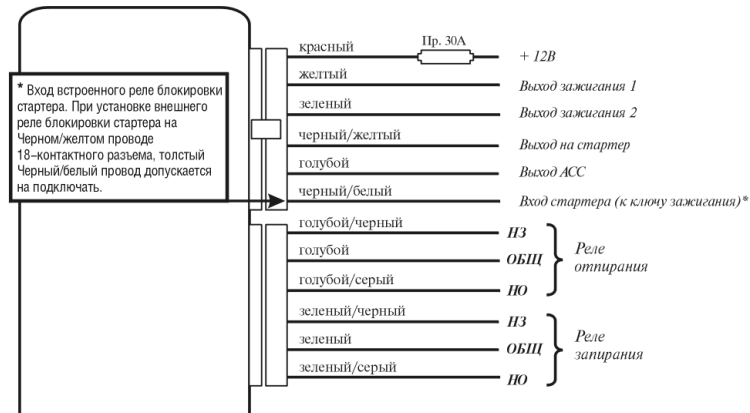 красный
Пр. 30А
+ 12В
желтый
Выход зажигания 1
зеленый
Выход зажигания 2
черный/желтый
Выход на стартер
голубой
Выход АСС
черный/белый
Вход стартера (к ключу зажигания)*
* Вход встроенного реле блокировки
стартера. При установке внешнего
реле блокировки стартера на
Черном/желтом проводе
18–контактного разъема, толстый
Черный/белый провод допускается
на подключать.
голубой/черный
НЗ
голубой
ОБЩ
голубой/серый
НО
Реле
отпирания
зеленый/черный
НЗ
зеленый
ОБЩ
зеленый/серый
НО
Реле
запирания